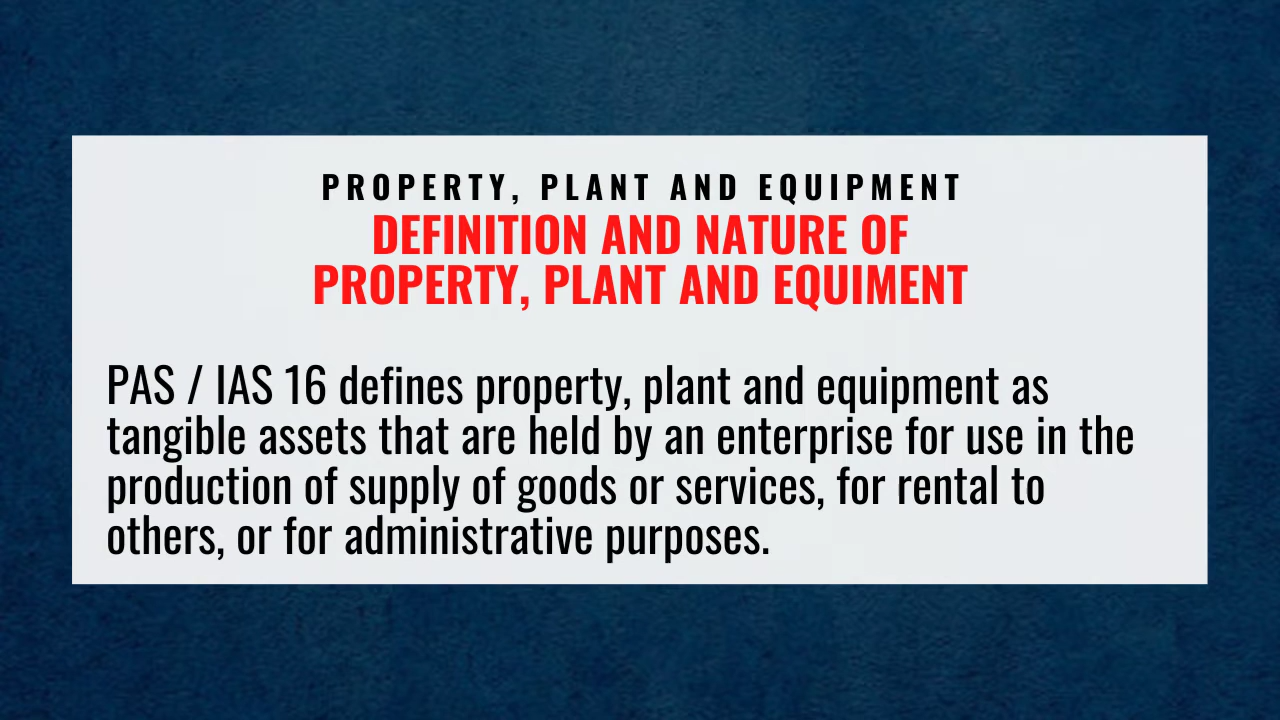 PROPERTY, PLANT AND EQUIPMENT
DEFINITION AND NATURE OF
PROPERTY, PLANT AND EQUIMENT
PAS / IAS 16 defines property, plant and equipment as
tangible assets that are held by an enterprise for use in the
production of supply of goods or services, for rental to
others, or for administrative purposes.